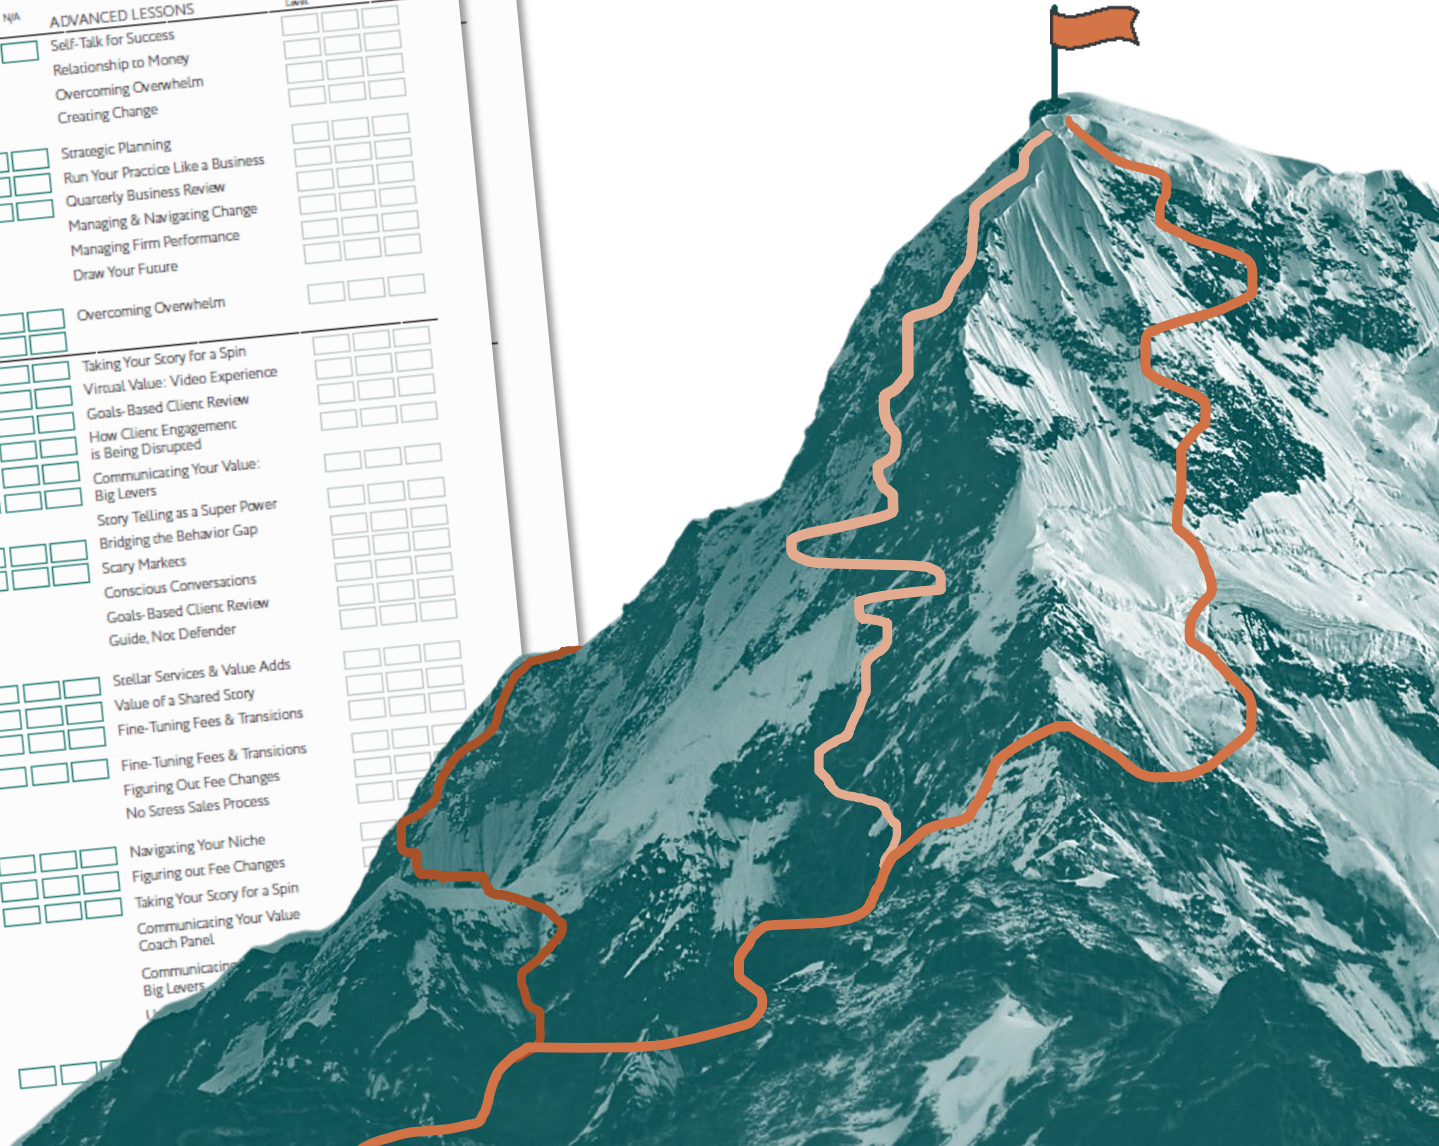 N/A
ADVANCED LESSONS
Level
Self-Talk for Success
Relationship to Money
Overcoming Overwhelm
Creating Change
Strategic Planning
Run Your Practice Like a Business
Quarterly Business Review
Managing & Navigating Change
Managing Firm Performance
Draw Your Future
Overcoming Overwhelm
Taking Your Story for a Spin
Virtual Value: Video Experience
Goals-Based Client Review
How Client Engagement
is Being Disrupted
Communicating Your Value:
Big Levers
Story Telling as a Super Power
Bridging the Behavior Gap
Scary Markets
Conscious Conversations
Goals-Based Client Review
Guide, Not Defender
Stellar Services & Value Adds
Value of a Shared Story
Fine-Tuning Fees & Transitions
Fine-Tuning Fees & Transitions
Figuring Out Fee Changes
No Stress Sales Process
Navigating Your Niche
Figuring out Fee Changes
Taking Your Story for a Spin
Communicating Your Value
Coach Panel
Communicating
Big Levers